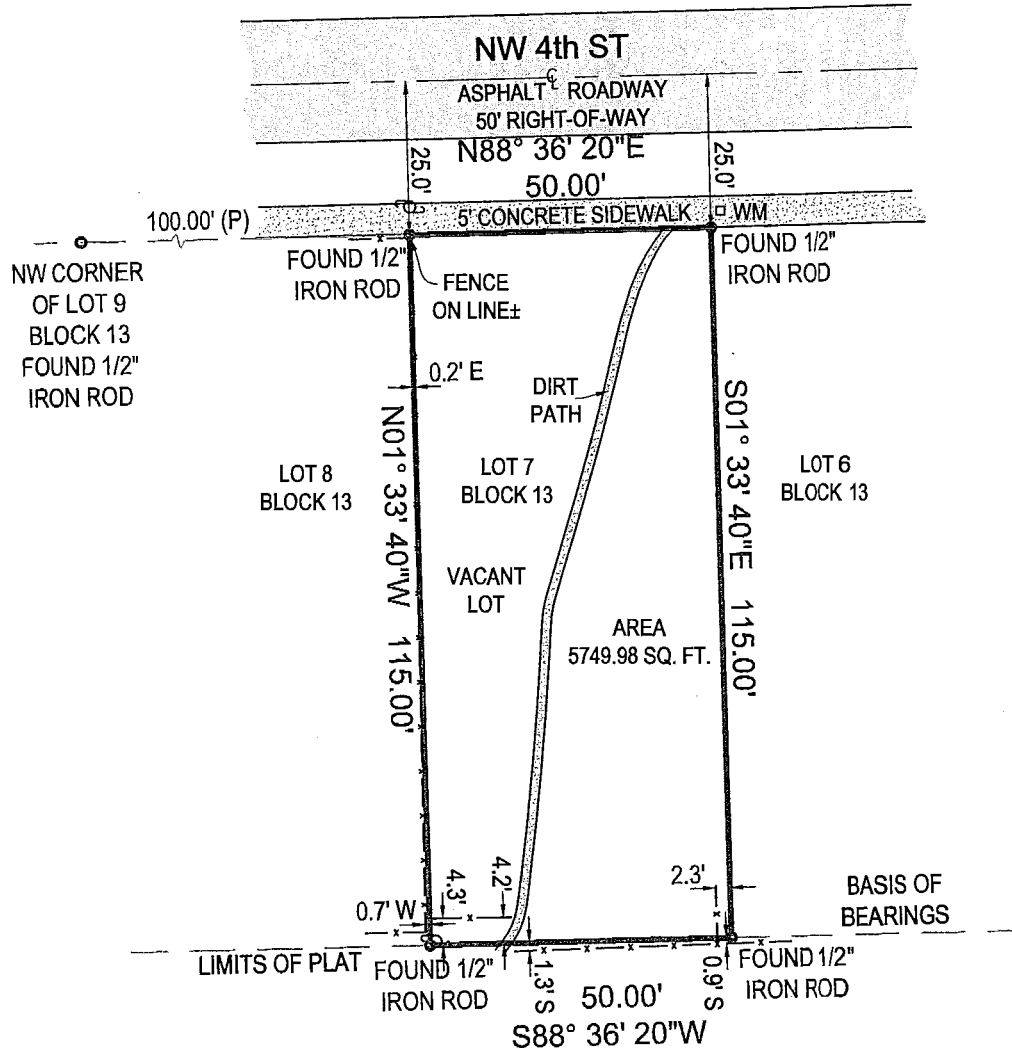 NW 4th ST
℄
ASPHALT ROADWAY
50' RIGHT-OF-WAY
N88° 36' 20"E
50.00'
25.0'
25.0'
100.00' (P)
5' CONCRETE SIDEWALK
WM
NW CORNER
OF LOT 9
BLOCK 13
FOUND 1/2"
IRON ROD
FOUND 1/2"
IRON ROD
FENCE
ON LINE±
FOUND 1/2"
IRON ROD
0.2' E
DIRT
PATH
N01° 33' 40"W 115.00'
S01° 33' 40"E 115.00'
LOT 8
BLOCK 13
LOT 7
BLOCK 13
LOT 6
BLOCK 13
VACANT
LOT
AREA
5749.98 SQ. FT.
4.3'
4.2'
2.3'
0.7' W
BASIS OF
BEARINGS
LIMITS OF PLAT
FOUND 1/2"
IRON ROD
1.3' S
0.9' S
FOUND 1/2"
IRON ROD
50.00'
S88° 36' 20"W